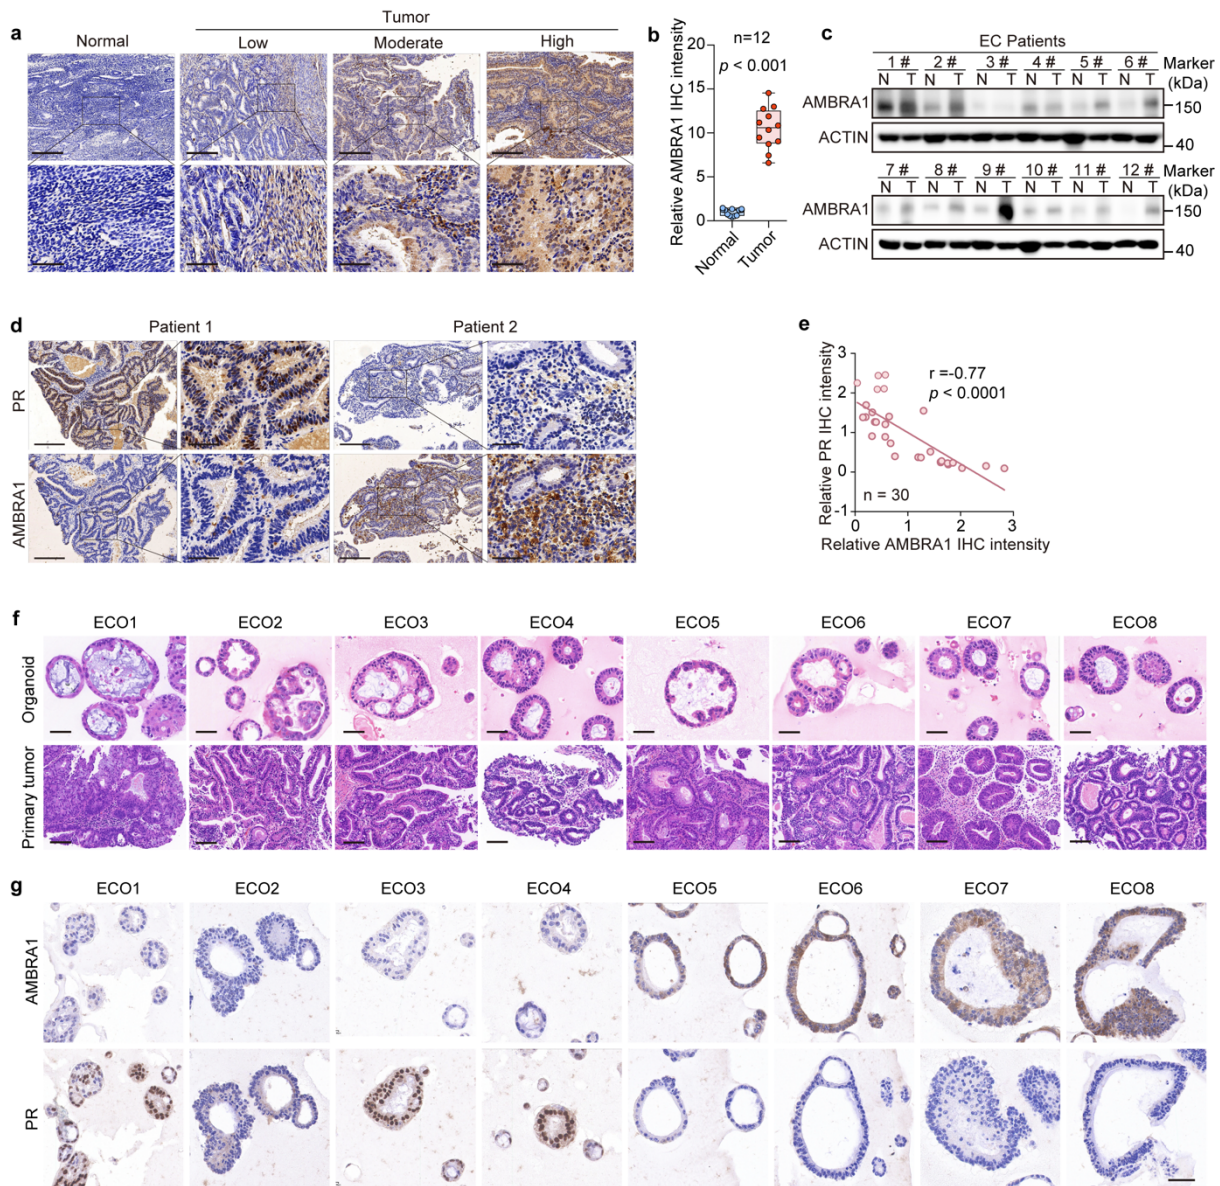 a
Tumor
Normal
Low
Moderate
High
b
n=12
p < 0.001
Relative AMBRA1 IHC intensity
20
15
10
5
0
Normal
Tumor
c
EC Patients
1 # 2 # 3 # 4 # 5 # 6 # Marker
N T N T N T N T N T N T (kDa)
AMBRA1
150
ACTIN
40
7 # 8 # 9 # 10 # 11 # 12 # Marker
N T N T N T N T N T N T (kDa)
AMBRA1
150
ACTIN
40
d
Patient 1
Patient 2
PR
AMBRA1
e
r =-0.77
p < 0.0001
n = 30
Relative PR IHC intensity
3
2
1
0
-1
0 1 2 3
Relative AMBRA1 IHC intensity
f
ECO1 ECO2 ECO3 ECO4 ECO5 ECO6 ECO7 ECO8
Organoid
Primary tumor
g
ECO1 ECO2 ECO3 ECO4 ECO5 ECO6 ECO7 ECO8
AMBRA1
PR